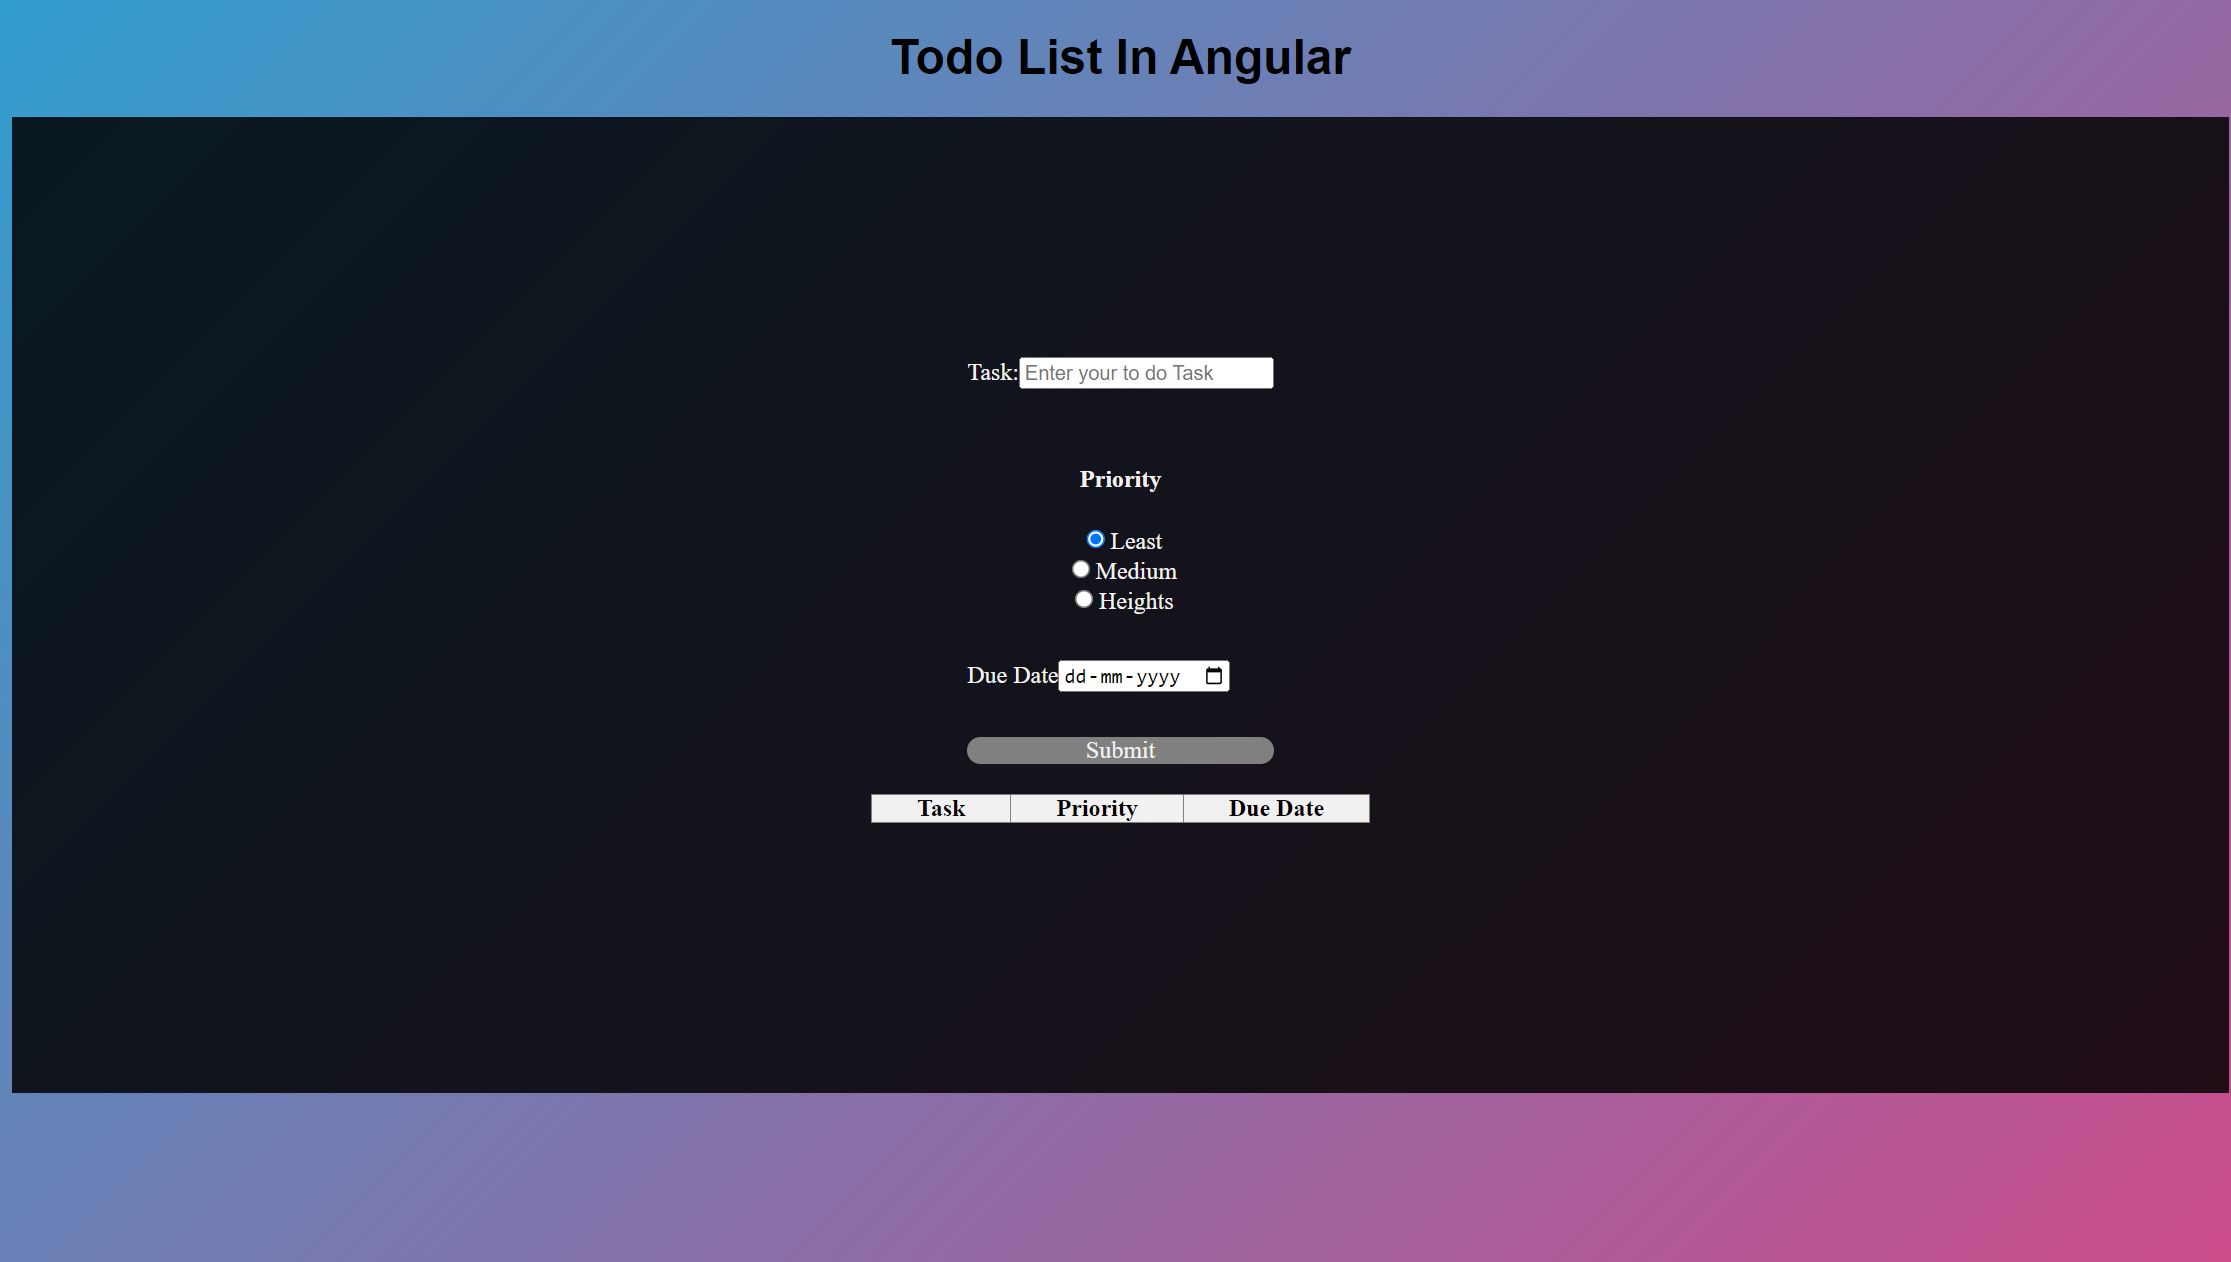 Todo List In Angular
Task: Enter your to do Task
Priority
Least
Medium
Heights
Due Date dd-mm-yyyy
Submit
Task Priority Due Date